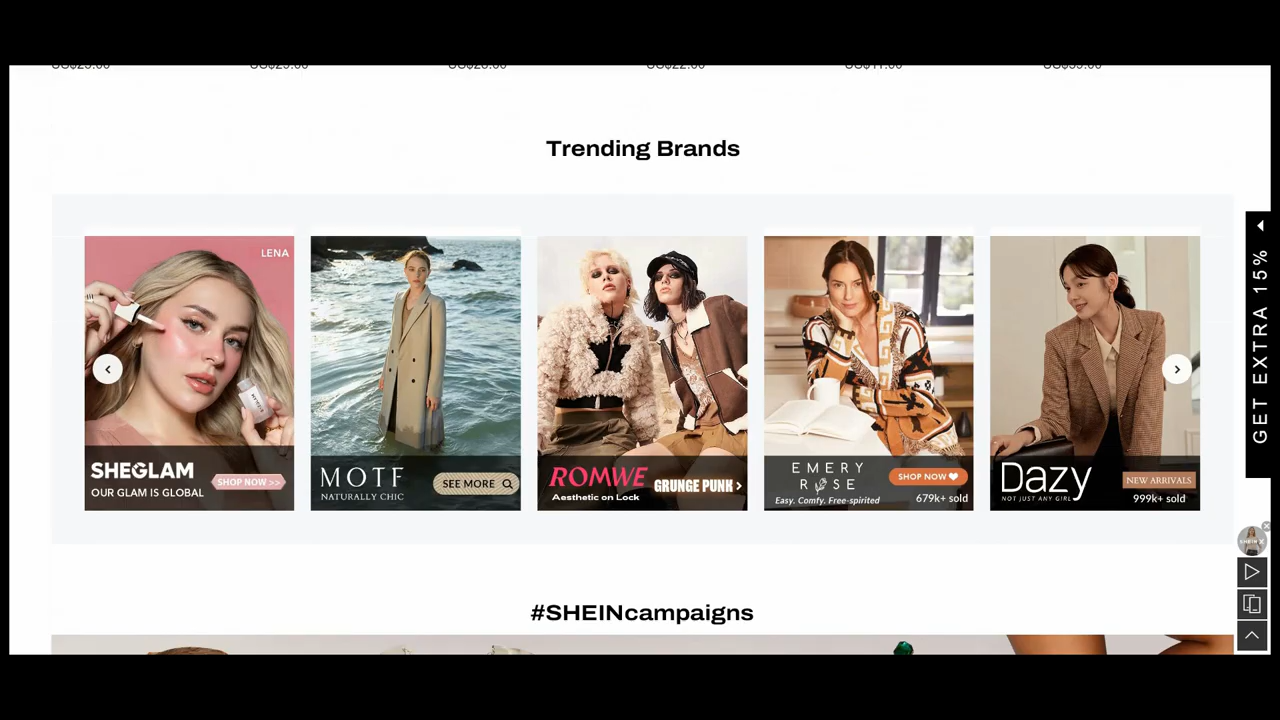 Trending Brands
LENA
SHEGLAM
OUR GLAM IS GLOBAL
SHOP NOW >>
MOTF
NATURALLY CHIC
SEE MORE
ROMWE
Aesthetic on Lock
GRUNGE PUNK >
EMERY
ROSE
Easy. Comfy. Free-spirited
SHOP NOW
679k+ sold
Dazy
NOT JUST ANY GIRL
NEW ARRIVALS
999k+ sold
GET EXTRA 15%
SHEIN X
#SHEINcampaigns